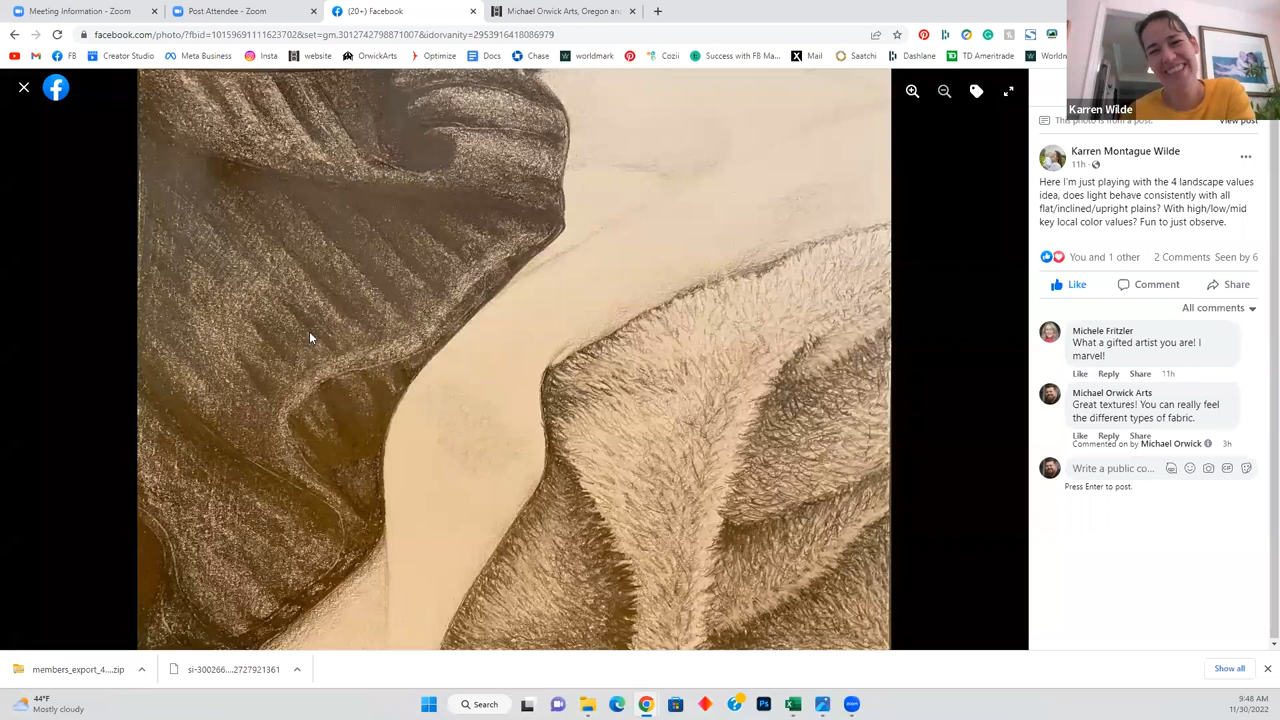 Meeting Information - Zoom
Post Attendee - Zoom
(20+) Facebook
Michael Orwick Arts, Oregon an
facebook.com/photo/?fbid=10159691111623702&set=gm.3012742798871007&idorvanity=2953916418086979
FB
Creator Studio
Meta Business
Insta
website
OrwickArts
Optimize
Docs
Chase
worldmark
Cozii
Success with FB Ma...
Mail
Saatchi
Dashlane
TD Ameritrade
Worldm
Karren Wilde
This photo is from a post.
View post
Karren Montague Wilde
11h
Here I'm just playing with the 4 landscape values
idea, does light behave consistently with all
flat/inclined/upright plains? With high/low/mid
key local color values? Fun to just observe.
You and 1 other
2 Comments Seen by 6
Like
Comment
Share
All comments
Michele Fritzler
What a gifted artist you are! I
marvel!
Like Reply Share 11h
Michael Orwick Arts
Great textures! You can really feel
the different types of fabric.
Like Reply Share
Commented on by Michael Orwick 3h
Write a public co...
Press Enter to post.
members_export_4....zip
si-300266....2727921361
Show all
44°F
Mostly cloudy
Search
zoom
9:48 AM
11/30/2022